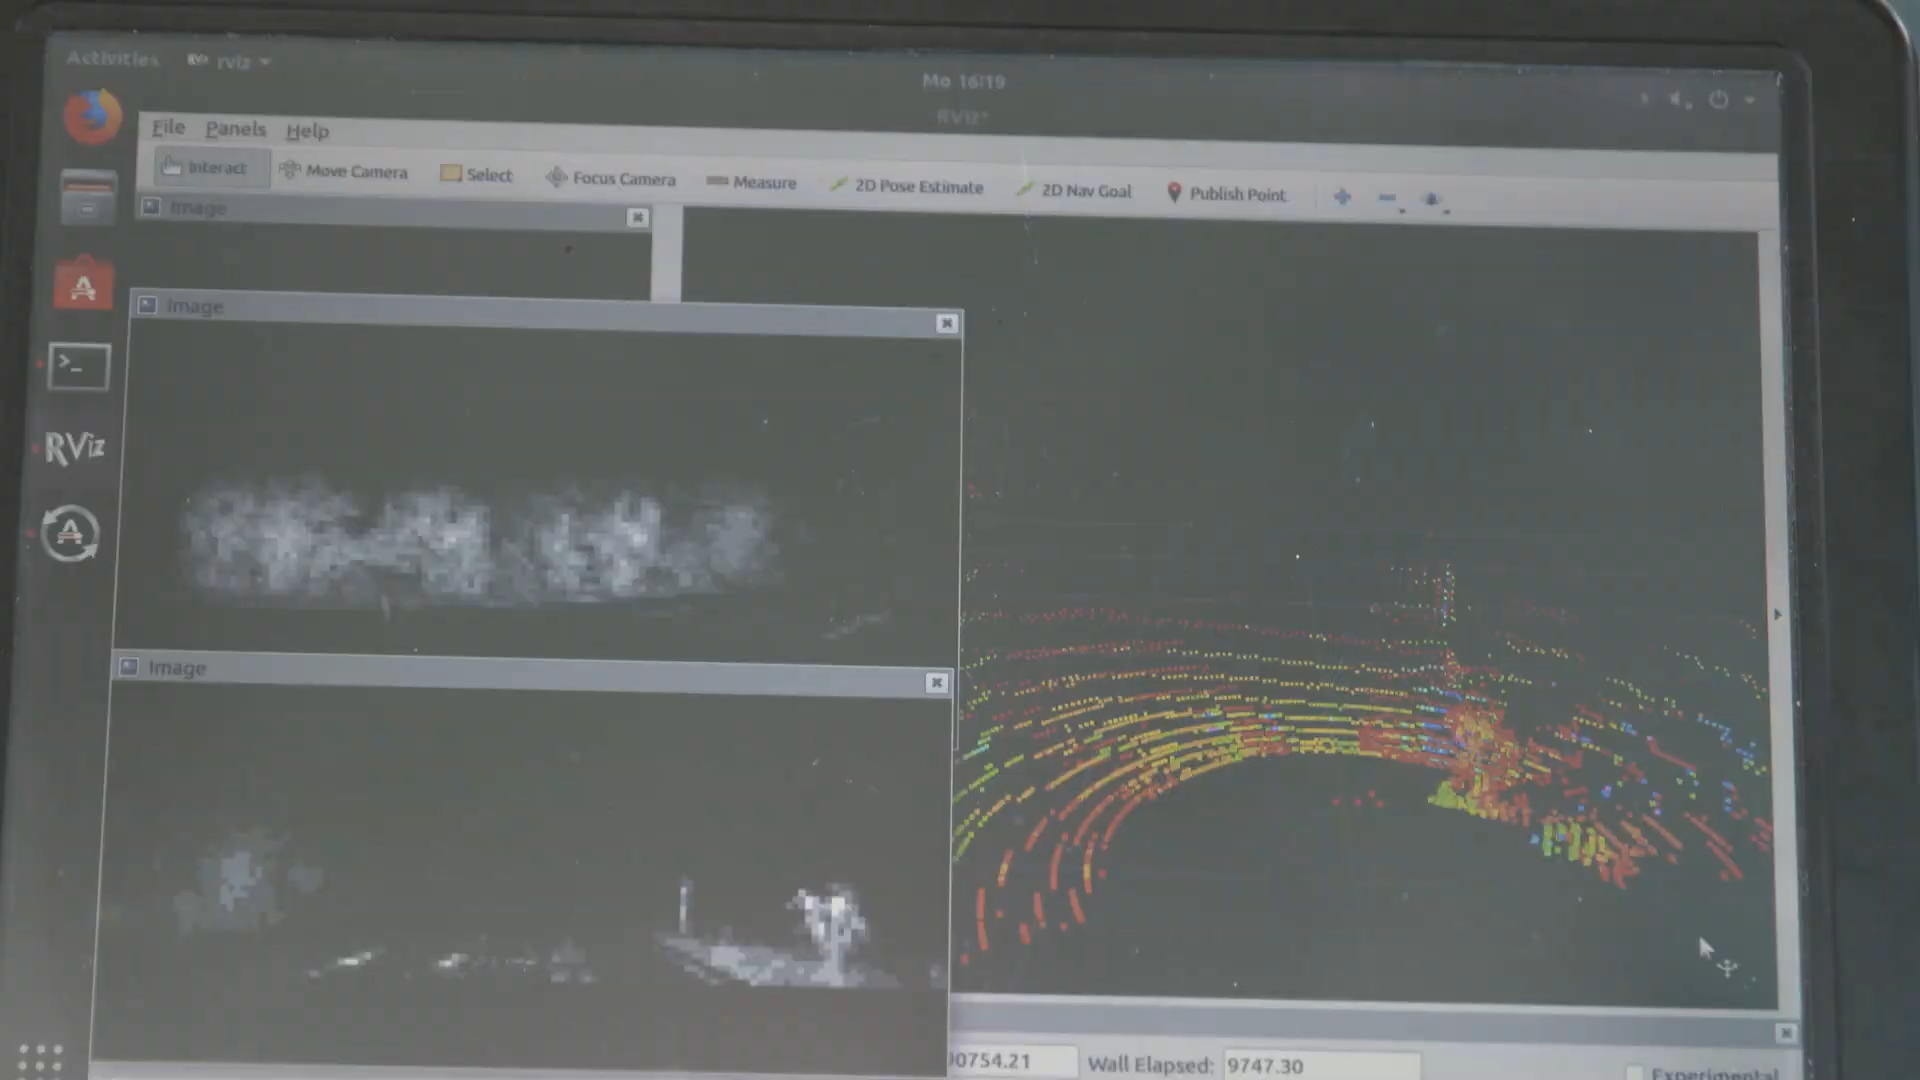 Activities rviz
Mo 16:19
RViz*
File Panels Help
Interact Move Camera Select Focus Camera Measure 2D Pose Estimate 2D Nav Goal Publish Point
Image
Image
RViz
Image
0754.21 Wall Elapsed: 9747.30 Experimental